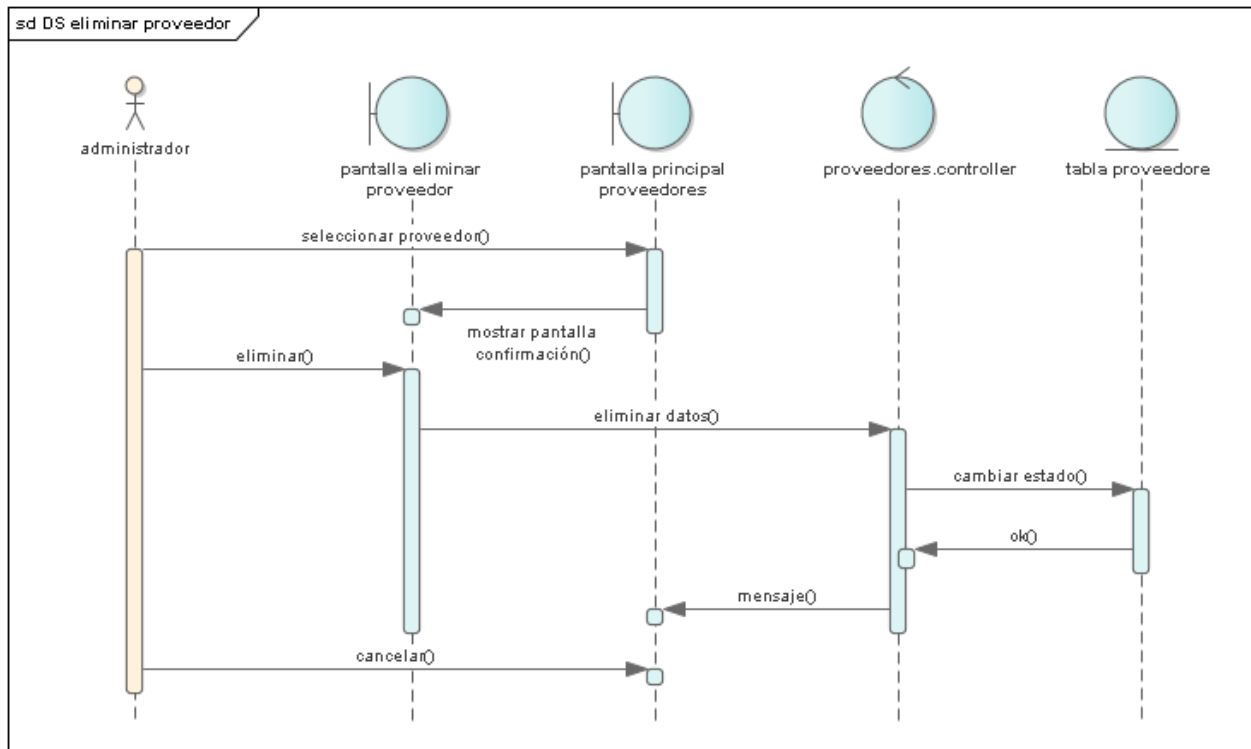 sd DS eliminar proveedor
administrador
pantalla eliminar
proveedor
pantalla principal
proveedores
proveedores.controller
tabla proveedore
seleccionar proveedor()
mostrar pantalla
confirmación()
eliminar()
eliminar datos()
cambiar estado()
ok()
mensaje()
cancelar()